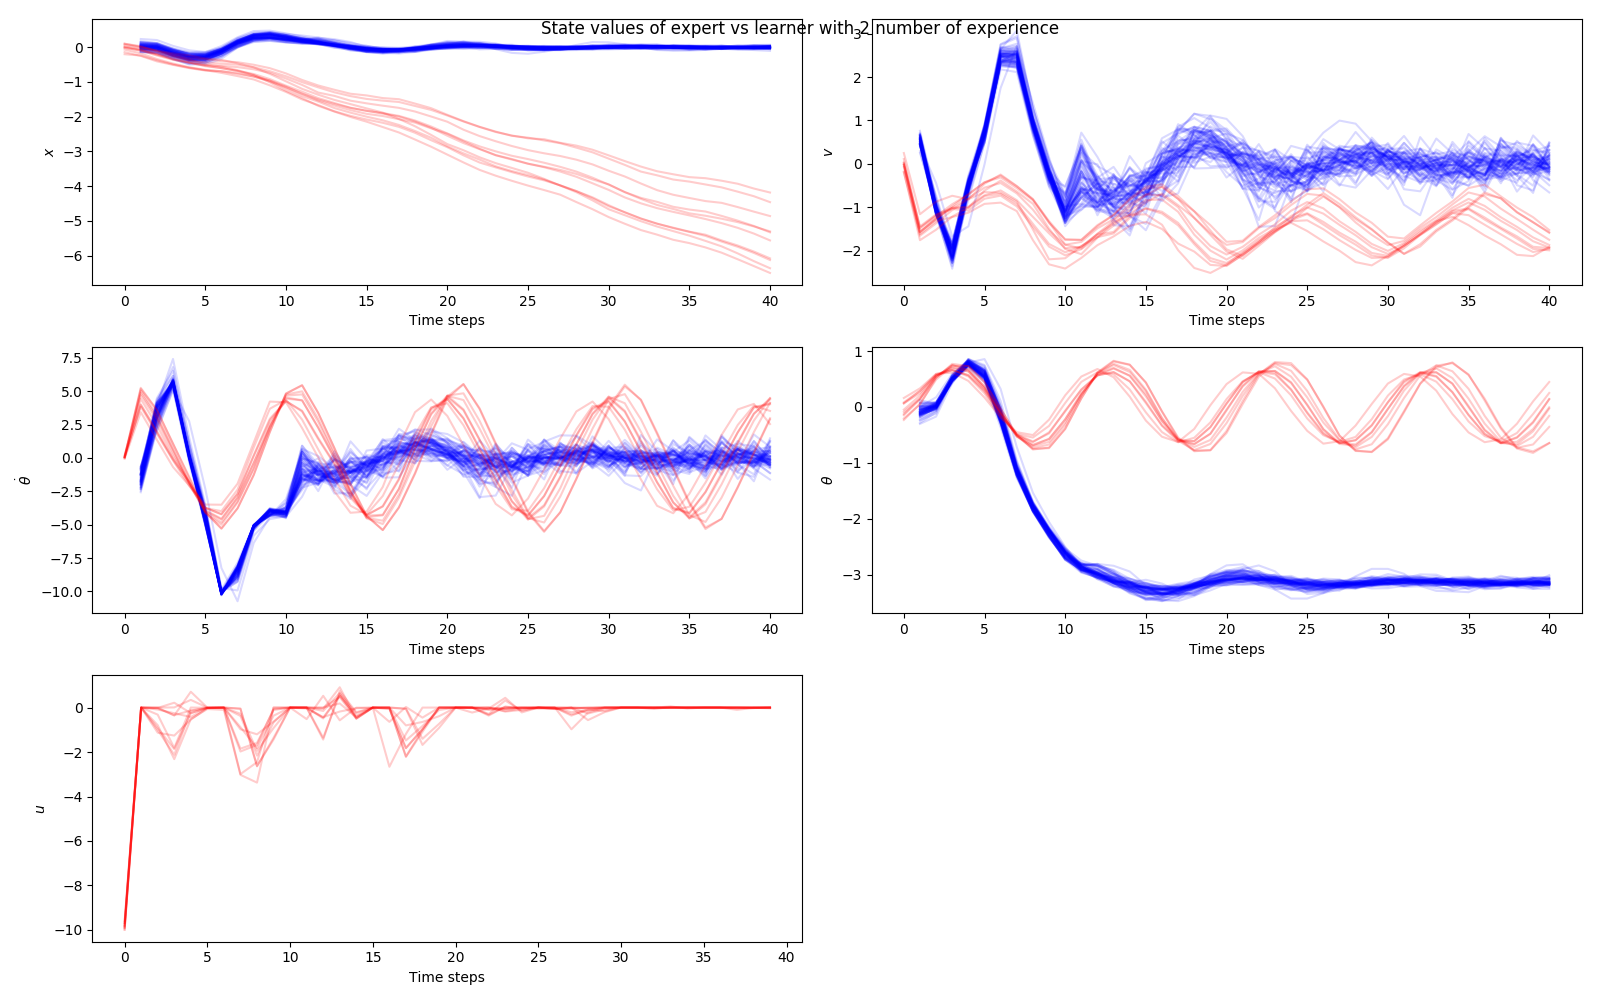 State values of expert vs learner with 2 number of experience
0
−1
−2
−3
−4
−5
−6
x
0 5 10 15 20 25 30 35 40
Time steps
3
2
1
0
−1
−2
v
0 5 10 15 20 25 30 35 40
Time steps
7.5
5.0
2.5
0.0
−2.5
−5.0
−7.5
−10.0
θ̇
0 5 10 15 20 25 30 35 40
Time steps
1
0
−1
−2
−3
θ
0 5 10 15 20 25 30 35 40
Time steps
0
−2
−4
−6
−8
−10
u
0 5 10 15 20 25 30 35 40
Time steps